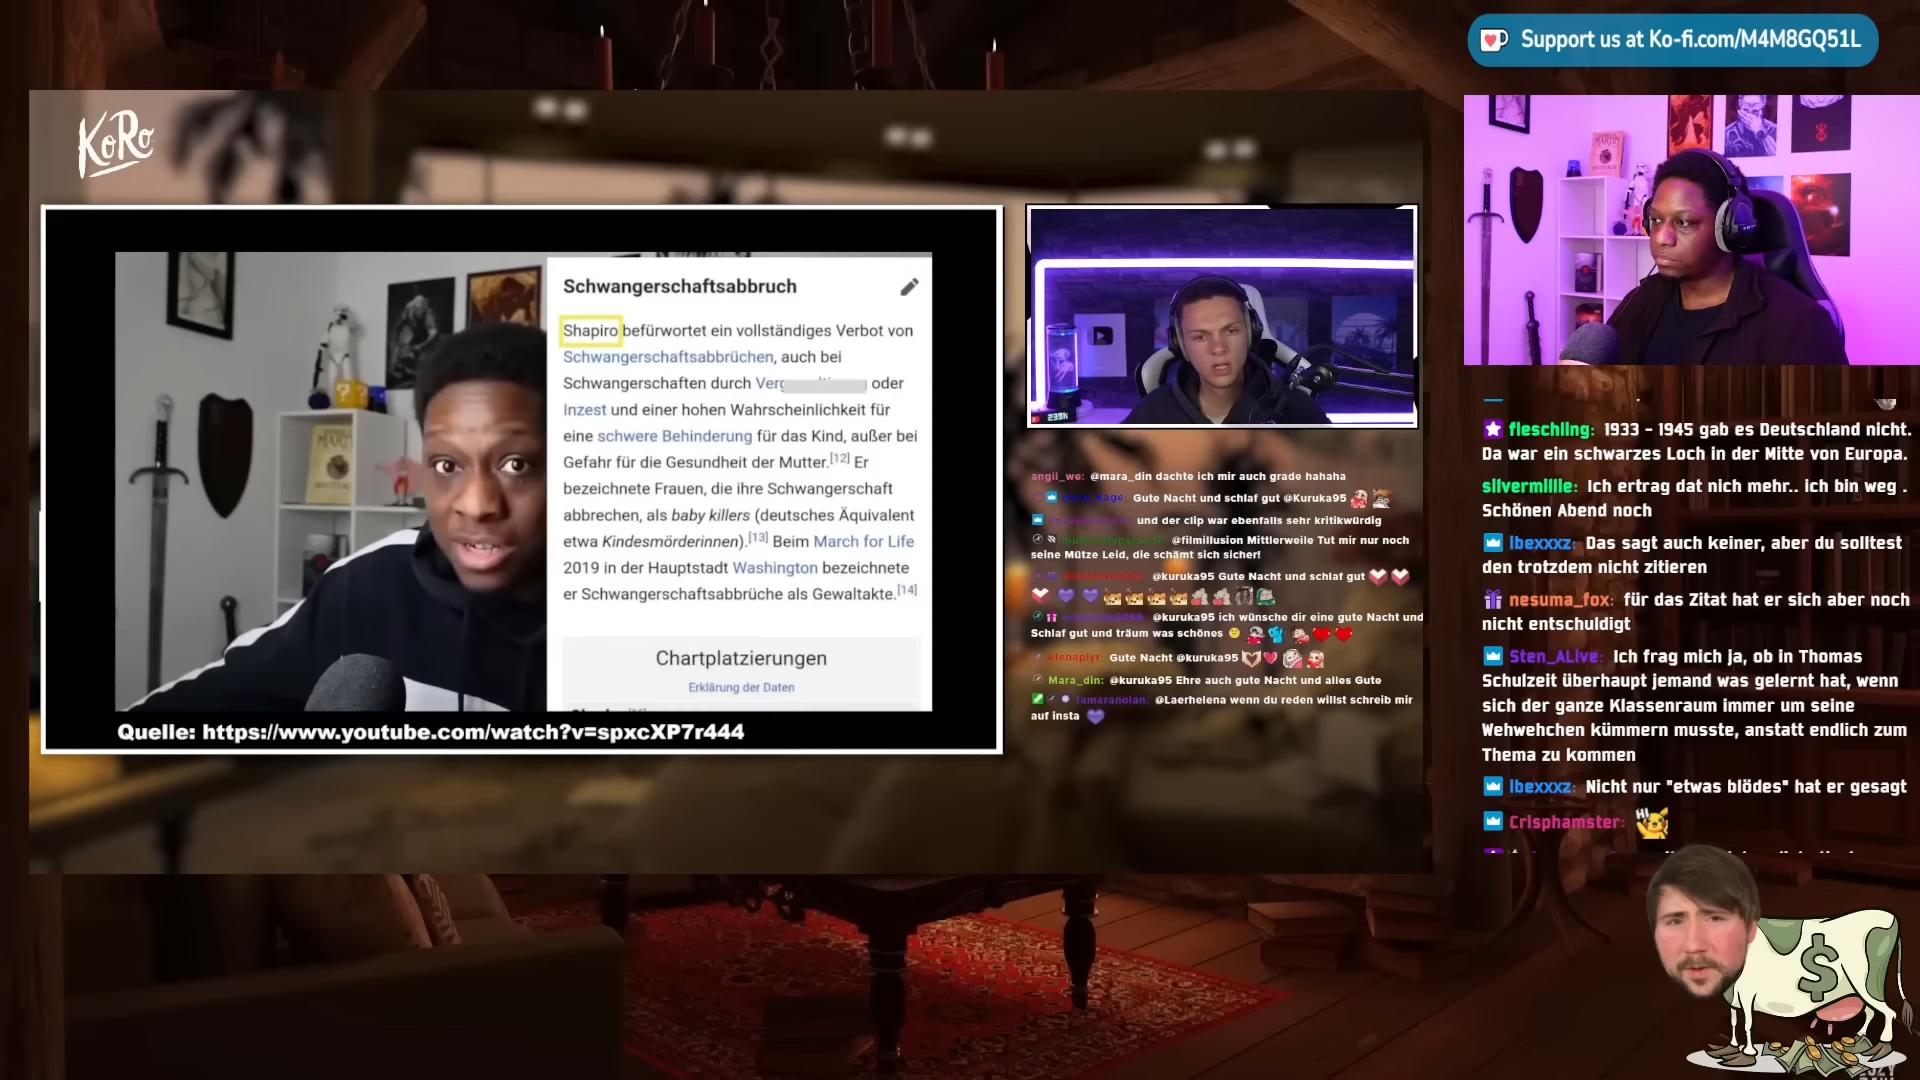 Support us at Ko-fi.com/M4M8GQ51L
KoRo
Schwangerschaftsabbruch
Shapiro befürwortet ein vollständiges Verbot von
Schwangerschaftsabbrüchen, auch bei
Schwangerschaften durch oder
Inzest und einer hohen Wahrscheinlichkeit für
eine schwere Behinderung für das Kind, außer bei
Gefahr für die Gesundheit der Mutter.[12] Er
bezeichnete Frauen, die ihre Schwangerschaft
abbrechen, als baby killers (deutsches Äquivalent
etwa Kindesmörderinnen).[13] Beim March for Life
2019 in der Hauptstadt Washington bezeichnete
er Schwangerschaftsabbrüche als Gewaltakte.[14]
Chartplatzierungen
Erklärung der Daten
Quelle: https://www.youtube.com/watch?v=spxcXP7r444
239k
angii_wo: @mara_din dachte ich mir auch grade hahaha
Gute Nacht und schlaf gut @Kuruka95
und der clip war ebenfalls sehr kritikwürdig
@filmillusion Mittlerweile Tut mir nur noch
seine Mütze Leid, die schämt sich sicher!
@kuruka95 Gute Nacht und schlaf gut
@kuruka95 ich wünsche dir eine gute Nacht und
Schlaf gut und träum was schönes
elenaplyr: Gute Nacht @kuruka95
Mara_din: @kuruka95 Ehre auch gute Nacht und alles Gute
tamaranolan: @Laerhelena wenn du reden willst schreib mir
auf insta
MARTIN
fleschling: 1933 - 1945 gab es Deutschland nicht.
Da war ein schwarzes Loch in der Mitte von Europa.
silvermillie: Ich ertrag dat nich mehr.. ich bin weg .
Schönen Abend noch
ibexxxz: Das sagt auch keiner, aber du solltest
den trotzdem nicht zitieren
nesuma_fox: für das Zitat hat er sich aber noch
nicht entschuldigt
Sten_ALive: Ich frag mich ja, ob in Thomas
Schulzeit überhaupt jemand was gelernt hat, wenn
sich der ganze Klassenraum immer um seine
Wehwehchen kümmern musste, anstatt endlich zum
Thema zu kommen
ibexxxz: Nicht nur "etwas blödes" hat er gesagt
Crisphamster: HI
$